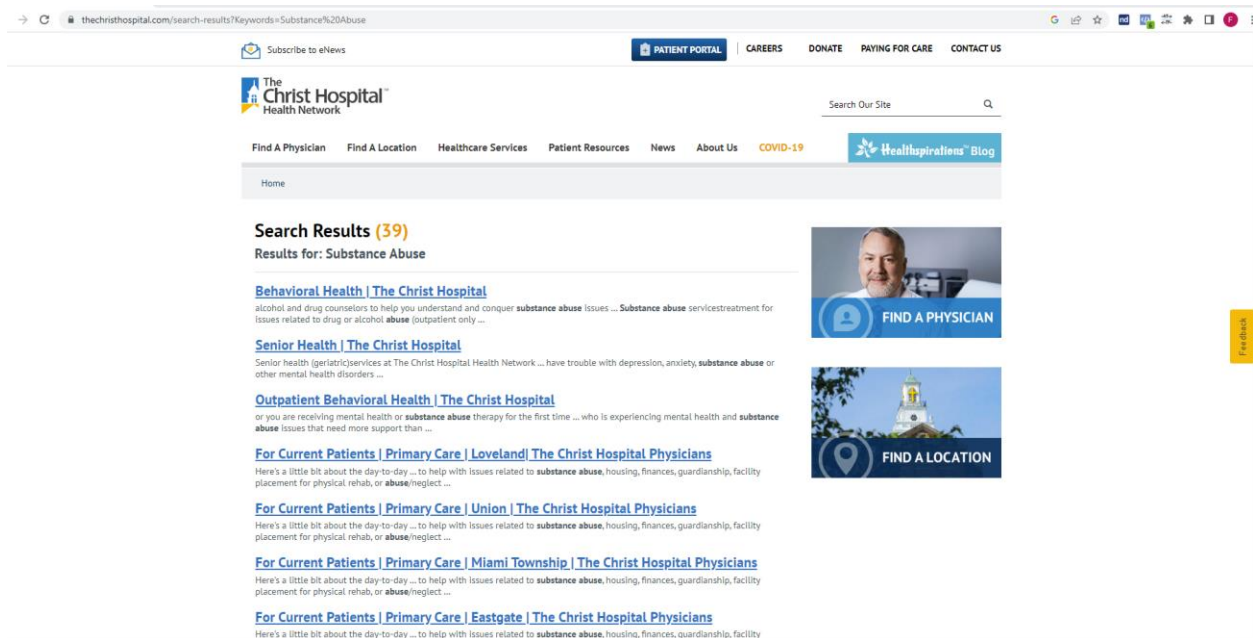 thechristhospital.com/search-results?Keywords=Substance%20Abuse
Subscribe to eNews
PATIENT PORTAL
CAREERS
DONATE
PAYING FOR CARE
CONTACT US
The
Christ Hospital™
Health Network
Search Our Site
Find A Physician
Find A Location
Healthcare Services
Patient Resources
News
About Us
COVID-19
Healthspirations™ Blog
Home
Search Results (39)
Results for: Substance Abuse
Behavioral Health | The Christ Hospital
alcohol and drug counselors to help you understand and conquer substance abuse issues ... Substance abuse servicestreatment for
issues related to drug or alcohol abuse (outpatient only ...
Senior Health | The Christ Hospital
Senior health (geriatric)services at The Christ Hospital Health Network ... have trouble with depression, anxiety, substance abuse or
other mental health disorders ...
Outpatient Behavioral Health | The Christ Hospital
or you are receiving mental health or substance abuse therapy for the first time ... who is experiencing mental health and substance
abuse issues that need more support than ...
For Current Patients | Primary Care | Loveland| The Christ Hospital Physicians
Here's a little bit about the day-to-day ... to help with issues related to substance abuse, housing, finances, guardianship, facility
placement for physical rehab, or abuse/neglect ...
For Current Patients | Primary Care | Union | The Christ Hospital Physicians
Here's a little bit about the day-to-day ... to help with issues related to substance abuse, housing, finances, guardianship, facility
placement for physical rehab, or abuse/neglect ...
For Current Patients | Primary Care | Miami Township | The Christ Hospital Physicians
Here's a little bit about the day-to-day ... to help with issues related to substance abuse, housing, finances, guardianship, facility
placement for physical rehab, or abuse/neglect ...
For Current Patients | Primary Care | Eastgate | The Christ Hospital Physicians
Here's a little bit about the day-to-day ... to help with issues related to substance abuse, housing, finances, guardianship, facility
FIND A PHYSICIAN
FIND A LOCATION
Feedback